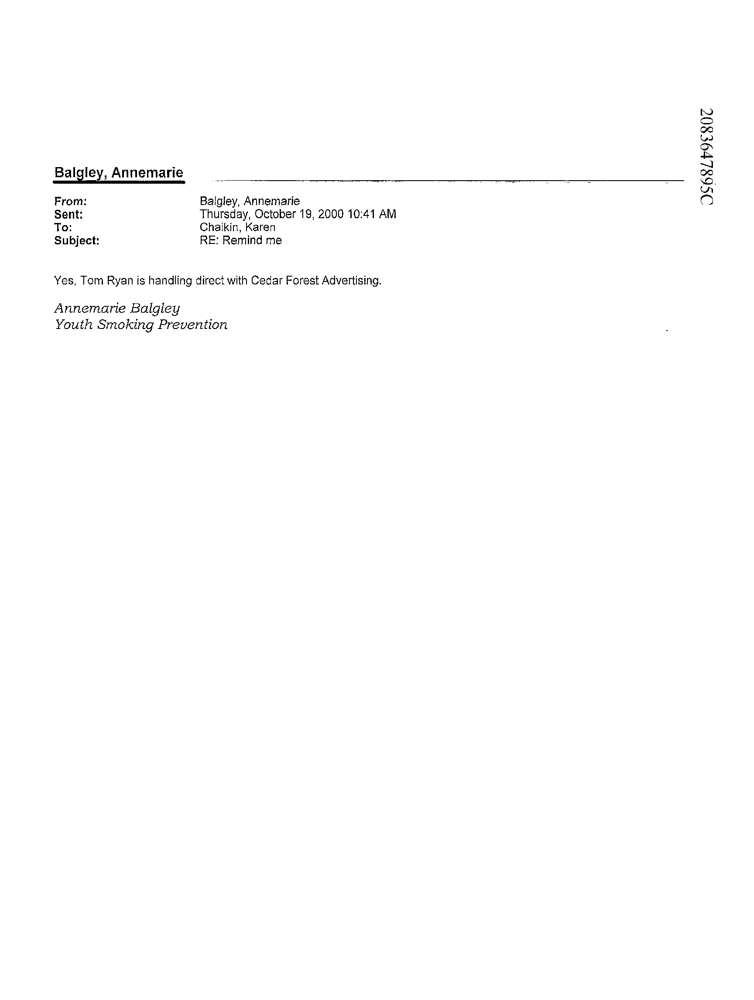 2083647895C
Balgley, Annemarie
From: Balgley, Annemarie
Sent: Thursday, October 19, 2000 10:41 AM
To: Chaikin, Karen
Subject: RE: Remind me
Yes, Tom Ryan is handling direct with Cedar Forest Advertising.
Annemarie Balgley
Youth Smoking Prevention